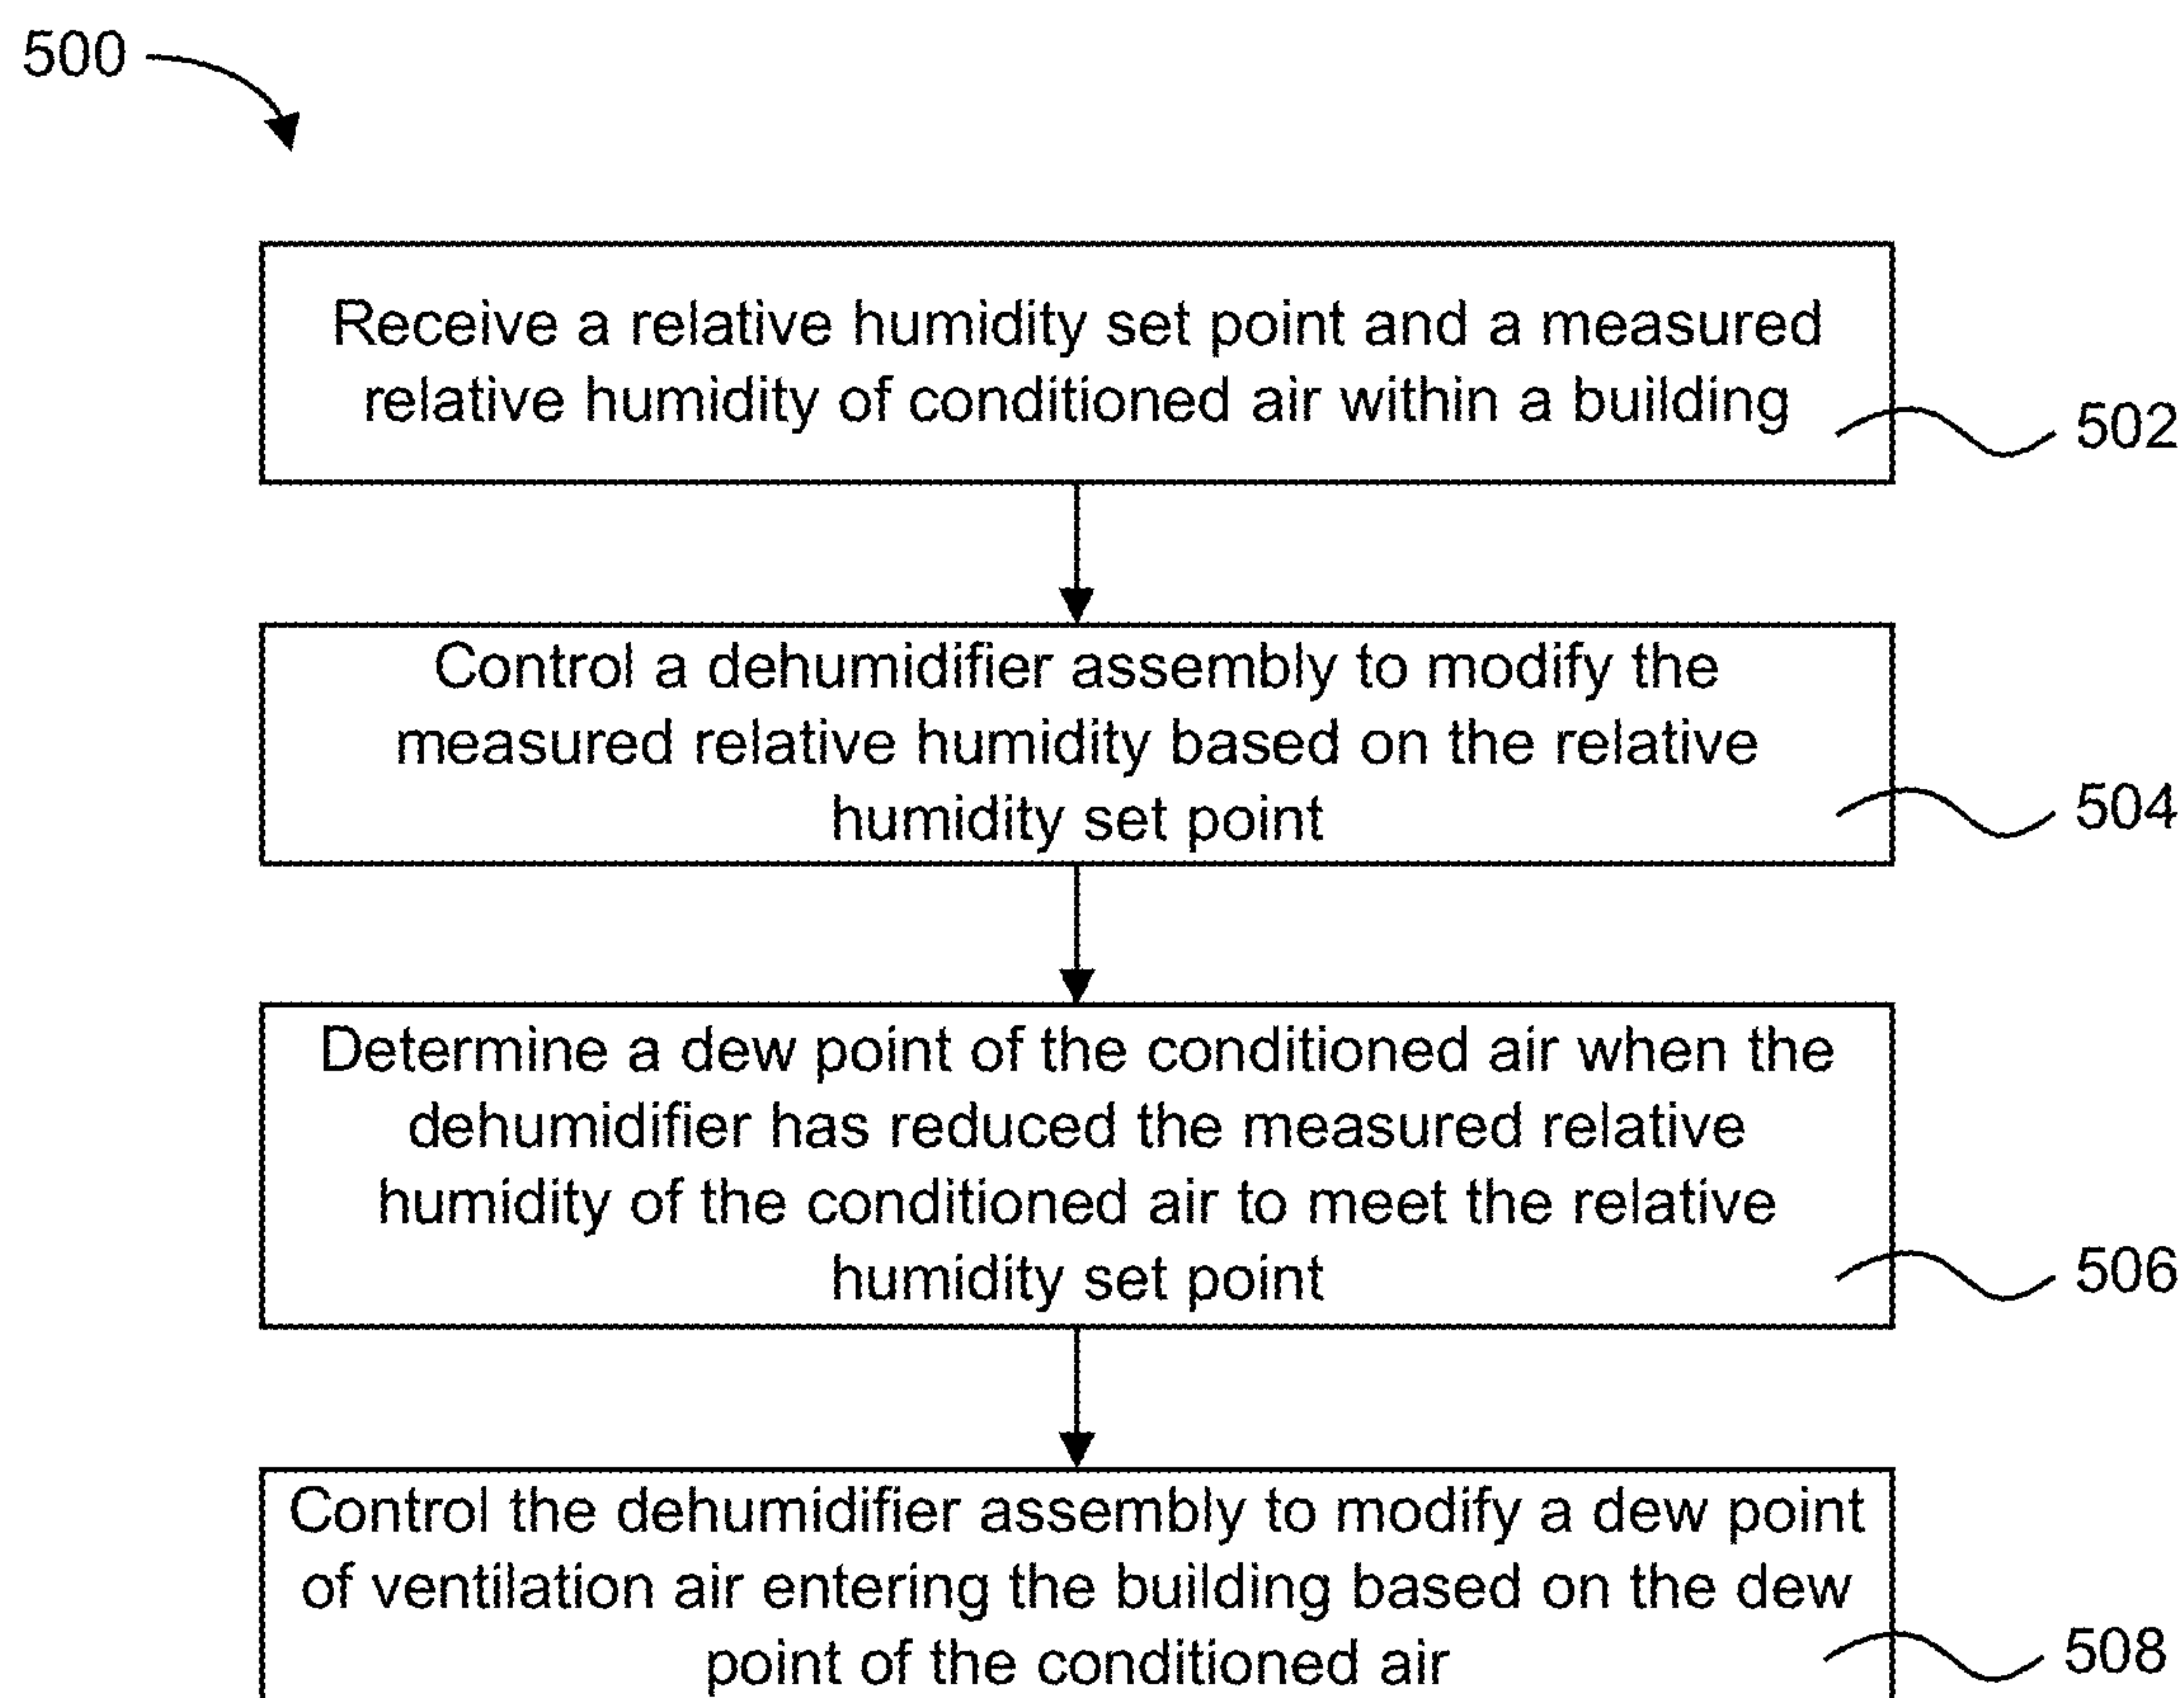 500
Receive a relative humidity set point and a measured
relative humidity of conditioned air within a building
502
Control a dehumidifier assembly to modify the
measured relative humidity based on the relative
humidity set point
504
Determine a dew point of the conditioned air when the
dehumidifier has reduced the measured relative
humidity of the conditioned air to meet the relative
humidity set point
506
Control the dehumidifier assembly to modify a dew point
of ventilation air entering the building based on the dew
point of the conditioned air
508